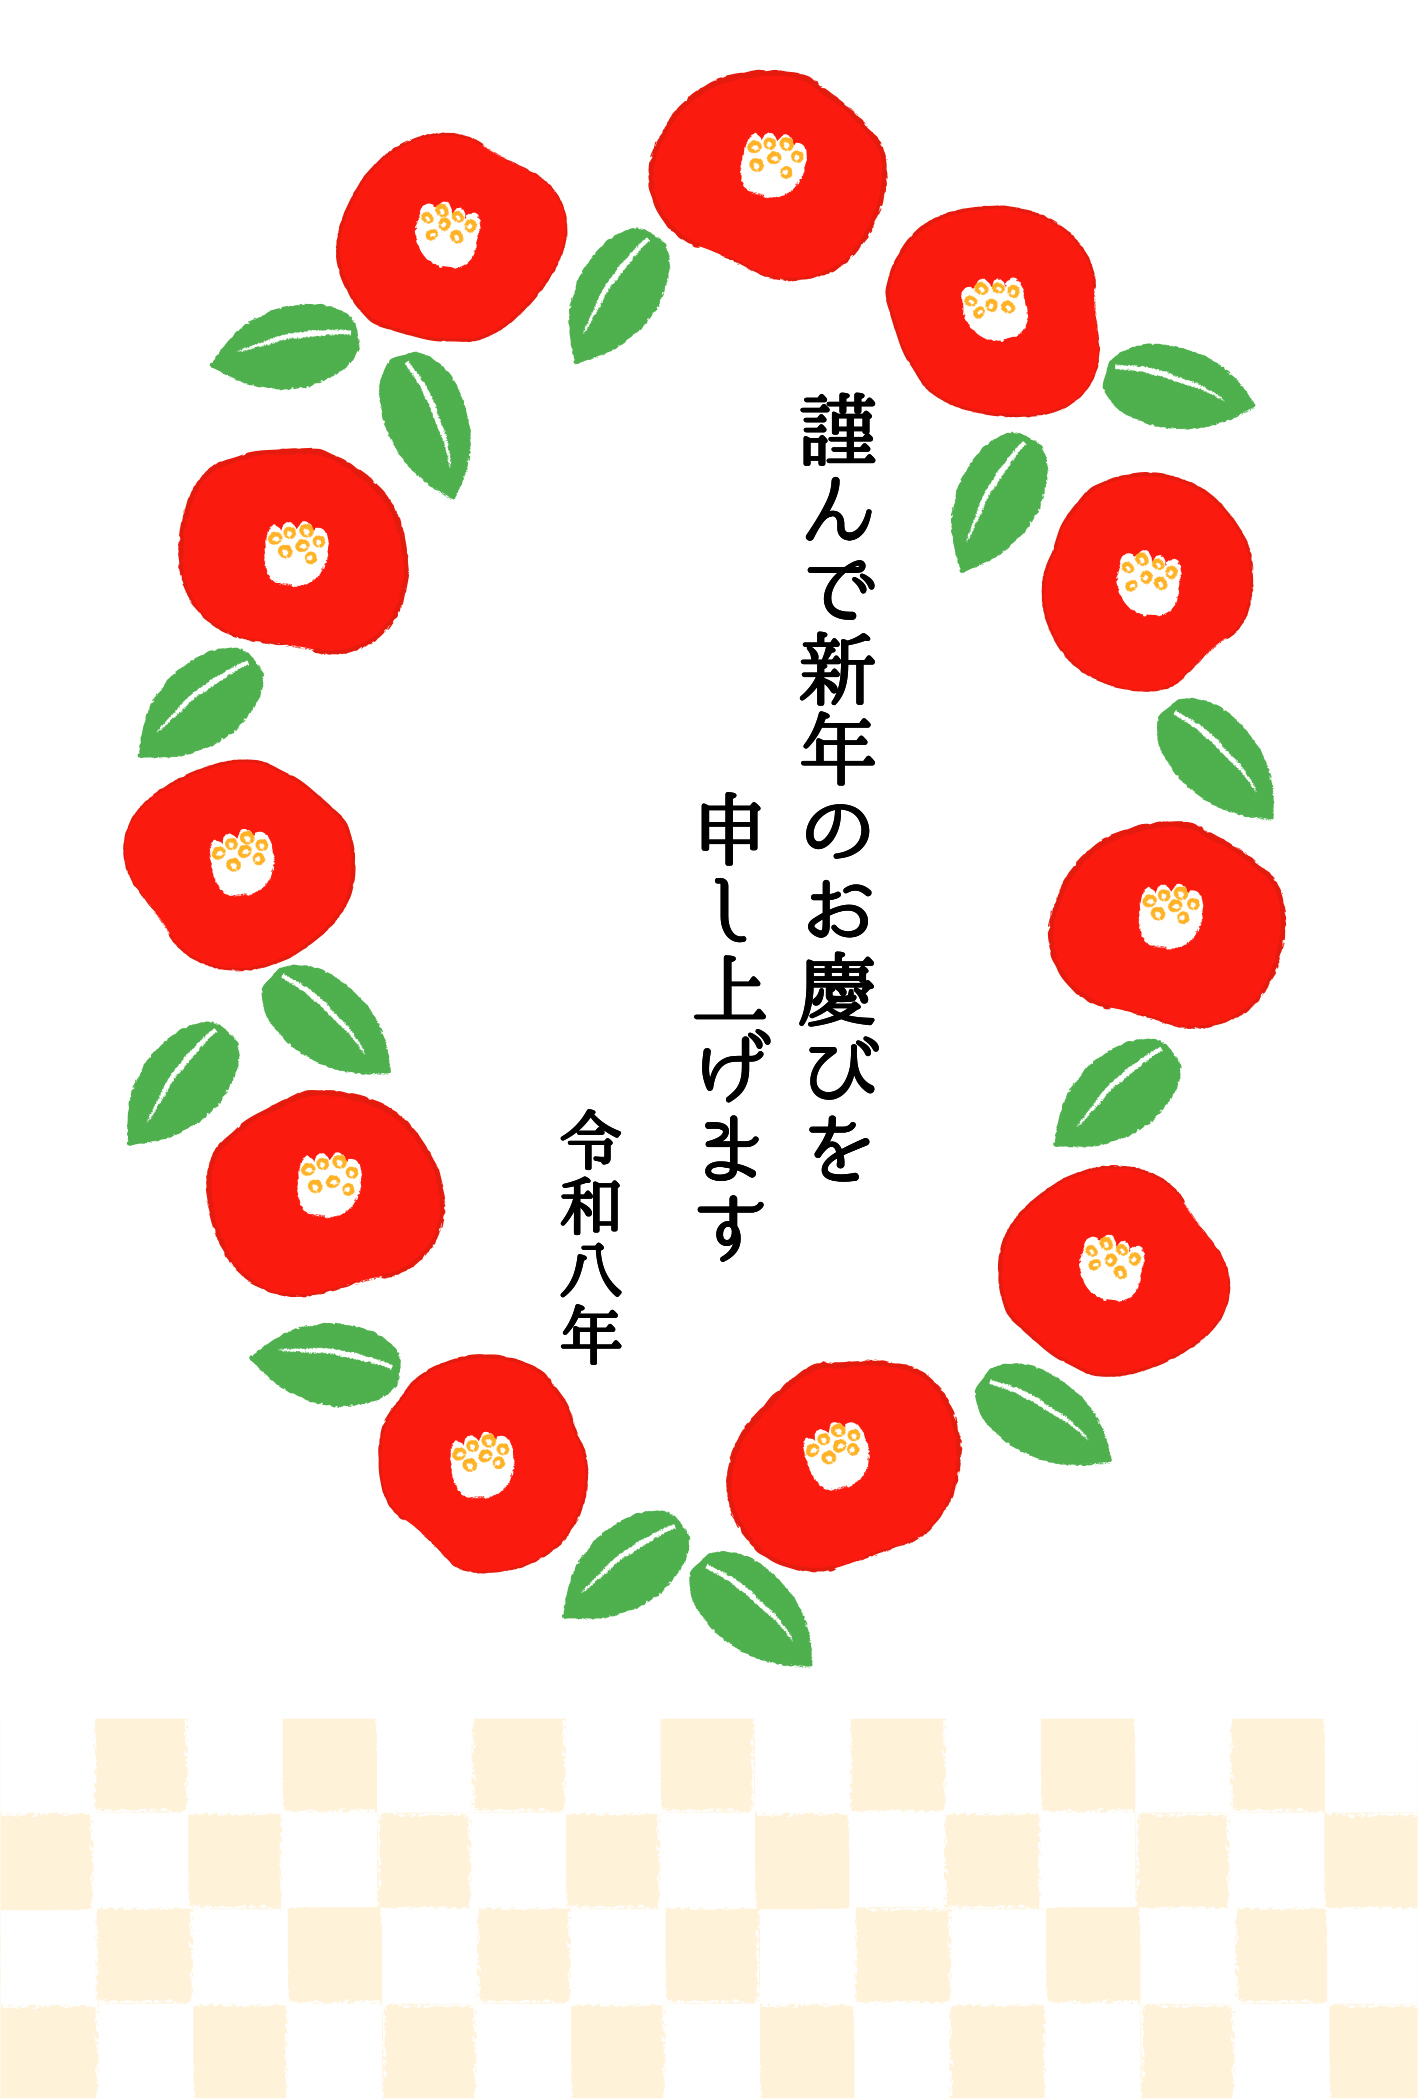 謹んで新年のお慶びを
申し上げます
令和八年